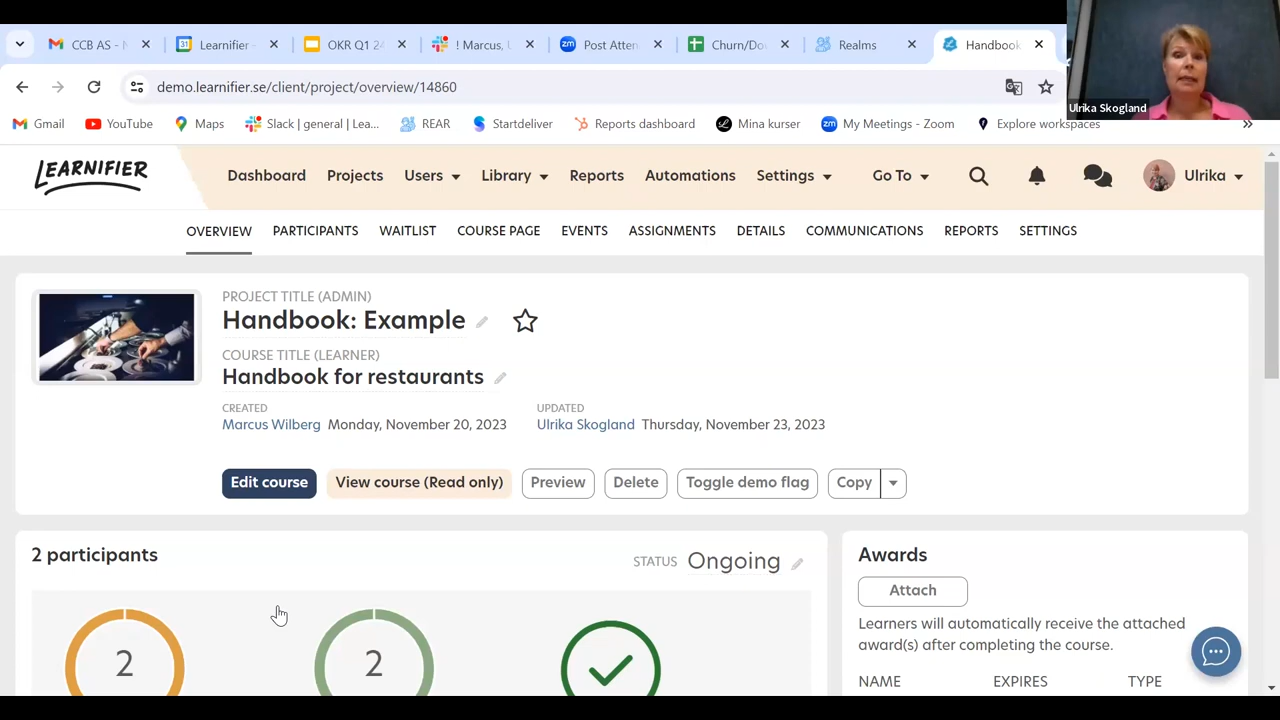 CCB AS - N
Learnifier -
OKR Q1 24
! Marcus, U
Post Atten
Churn/Do
Realms
Handbook
demo.learnifier.se/client/project/overview/14860
Ulrika Skogland
Gmail
YouTube
Maps
Slack | general | Lea...
REAR
Startdeliver
Reports dashboard
Mina kurser
My Meetings - Zoom
Explore workspaces
LEARNIFIER
Dashboard
Projects
Users
Library
Reports
Automations
Settings
Go To
Ulrika
OVERVIEW
PARTICIPANTS
WAITLIST
COURSE PAGE
EVENTS
ASSIGNMENTS
DETAILS
COMMUNICATIONS
REPORTS
SETTINGS
PROJECT TITLE (ADMIN)
Handbook: Example
COURSE TITLE (LEARNER)
Handbook for restaurants
CREATED
Marcus Wilberg Monday, November 20, 2023
UPDATED
Ulrika Skogland Thursday, November 23, 2023
Edit course
View course (Read only)
Preview
Delete
Toggle demo flag
Copy
2 participants
STATUS Ongoing
2
2
Awards
Attach
Learners will automatically receive the attached
award(s) after completing the course.
NAME
EXPIRES
TYPE